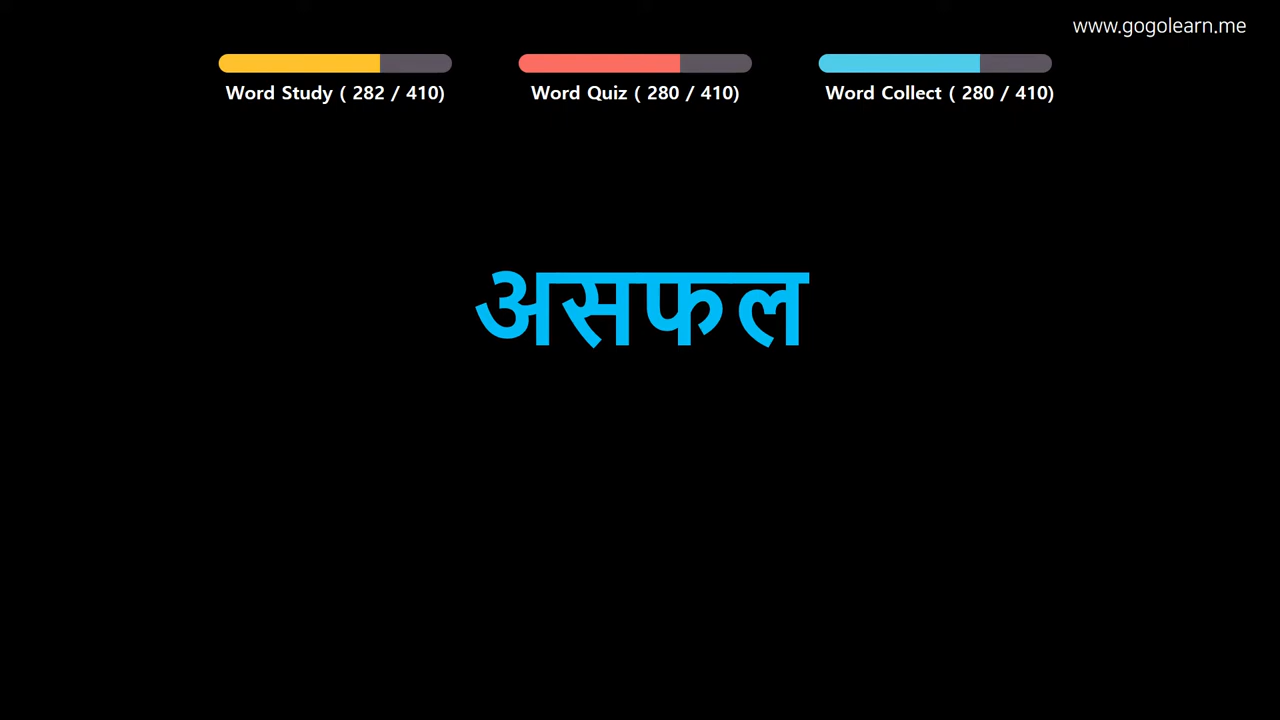 www.gogolearn.me
Word Study ( 282 / 410)
Word Quiz ( 280 / 410)
Word Collect ( 280 / 410)
असफल